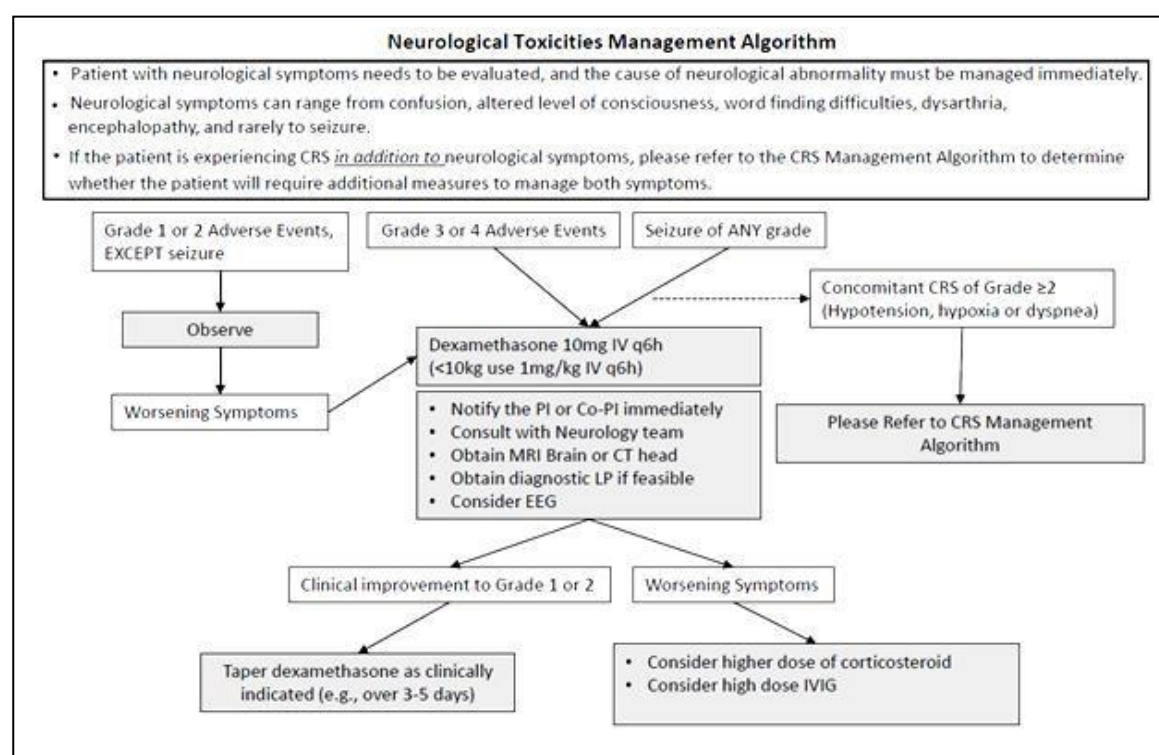 Neurological Toxicities Management Algorithm
• Patient with neurological symptoms needs to be evaluated, and the cause of neurological abnormality must be managed immediately.
• Neurological symptoms can range from confusion, altered level of consciousness, word finding difficulties, dysarthria,
encephalopathy, and rarely to seizure.
• If the patient is experiencing CRS in addition to neurological symptoms, please refer to the CRS Management Algorithm to determine
whether the patient will require additional measures to manage both symptoms.
Grade 1 or 2 Adverse Events,
EXCEPT seizure
Grade 3 or 4 Adverse Events
Seizure of ANY grade
Concomitant CRS of Grade ≥2
(Hypotension, hypoxia or dyspnea)
Observe
Dexamethasone 10mg IV q6h
(<10kg use 1mg/kg IV q6h)
Worsening Symptoms
• Notify the PI or Co-PI immediately
• Consult with Neurology team
• Obtain MRI Brain or CT head
• Obtain diagnostic LP if feasible
• Consider EEG
Please Refer to CRS Management
Algorithm
Clinical improvement to Grade 1 or 2
Worsening Symptoms
Taper dexamethasone as clinically
indicated (e.g., over 3-5 days)
• Consider higher dose of corticosteroid
• Consider high dose IVIG